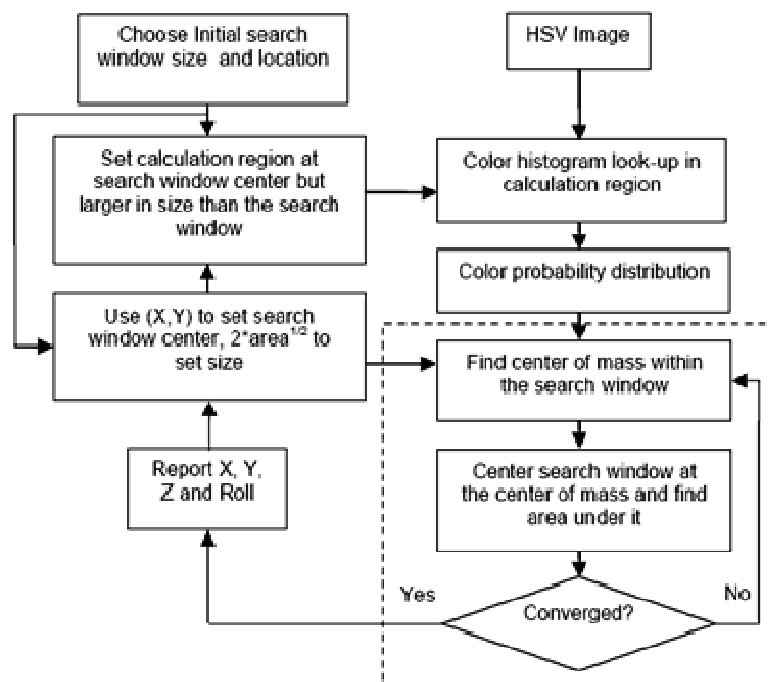 Choose Initial search
window size and location
HSV Image
Set calculation region at
search window center but
larger in size than the search
window
Color histogram look-up in
calculation region
Color probability distribution
Use (X,Y) to set search
window center, 2*area^1/2 to
set size
Find center of mass within
the search window
Report X, Y,
Z and Roll
Center search window at
the center of mass and find
area under it
Yes
Converged?
No